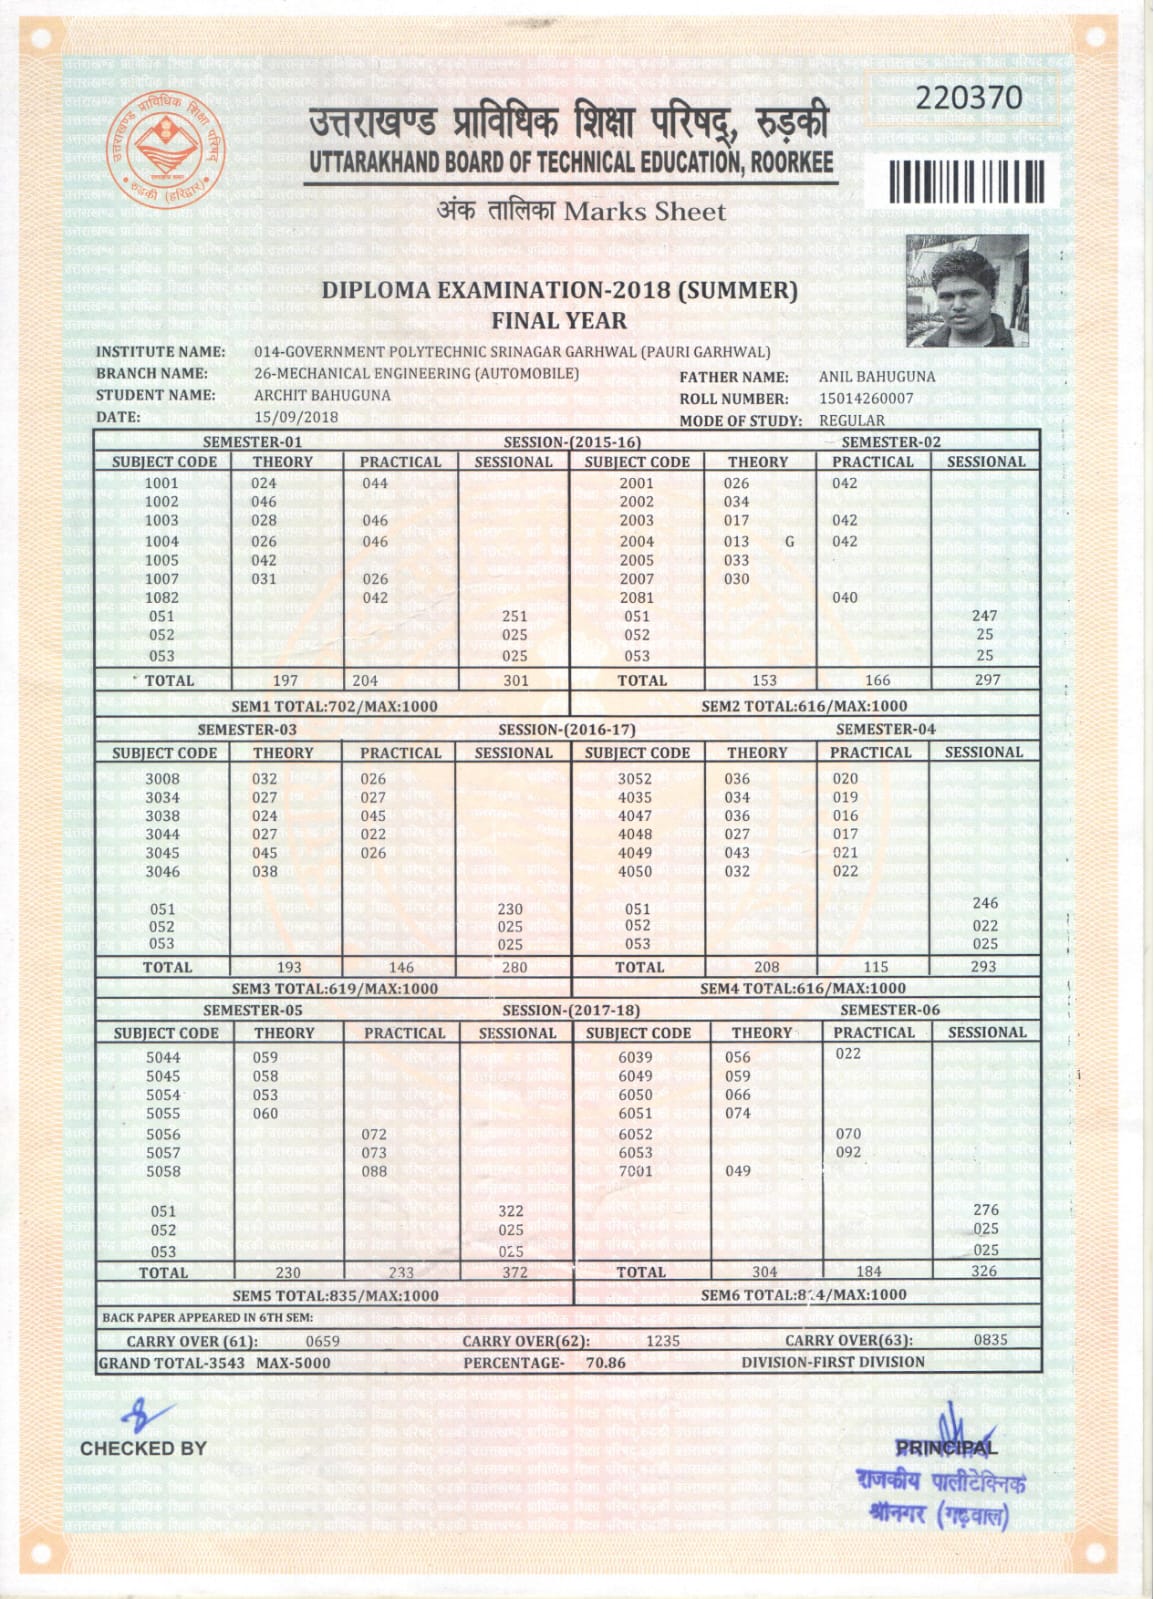 220370
उत्तराखण्ड प्राविधिक शिक्षा परिषद्, रुड़की
UTTARAKHAND BOARD OF TECHNICAL EDUCATION, ROORKEE
अंक तालिका Marks Sheet
उत्तराखण्ड प्राविधिक शिक्षा परिषद्
रुड़की (हरिद्वार)
DIPLOMA EXAMINATION-2018 (SUMMER)
FINAL YEAR
INSTITUTE NAME: 014-GOVERNMENT POLYTECHNIC SRINAGAR GARHWAL (PAURI GARHWAL)
BRANCH NAME: 26-MECHANICAL ENGINEERING (AUTOMOBILE) FATHER NAME: ANIL BAHUGUNA
STUDENT NAME: ARCHIT BAHUGUNA ROLL NUMBER: 15014260007
DATE: 15/09/2018 MODE OF STUDY: REGULAR
SEMESTER-01 SESSION-(2015-16) SEMESTER-02
SUBJECT CODE THEORY PRACTICAL SESSIONAL SUBJECT CODE THEORY PRACTICAL SESSIONAL
1001 024 044 2001 026 042
1002 046 2002 034
1003 028 046 2003 017 042
1004 026 046 2004 013 G 042
1005 042 2005 033
1007 031 026 2007 030
1082 042 2081 040
051 251 051 247
052 025 052 25
053 025 053 25
TOTAL 197 204 301 TOTAL 153 166 297
SEM1 TOTAL:702/MAX:1000 SEM2 TOTAL:616/MAX:1000
SEMESTER-03 SESSION-(2016-17) SEMESTER-04
SUBJECT CODE THEORY PRACTICAL SESSIONAL SUBJECT CODE THEORY PRACTICAL SESSIONAL
3008 032 026 3052 036 020
3034 027 027 4035 034 019
3038 024 045 4047 036 016
3044 027 022 4048 027 017
3045 045 026 4049 043 021
3046 038 4050 032 022
051 230 051 246
052 025 052 022
053 025 053 025
TOTAL 193 146 280 TOTAL 208 115 293
SEM3 TOTAL:619/MAX:1000 SEM4 TOTAL:616/MAX:1000
SEMESTER-05 SESSION-(2017-18) SEMESTER-06
SUBJECT CODE THEORY PRACTICAL SESSIONAL SUBJECT CODE THEORY PRACTICAL SESSIONAL
5044 059 6039 056 022
5045 058 6049 059
5054 053 6050 066
5055 060 6051 074
5056 072 6052 070
5057 073 6053 092
5058 088 7001 049
051 322 051 276
052 025 052 025
053 025 053 025
TOTAL 230 233 372 TOTAL 304 184 326
SEM5 TOTAL:835/MAX:1000 SEM6 TOTAL:814/MAX:1000
BACK PAPER APPEARED IN 6TH SEM:
CARRY OVER (61): 0659 CARRY OVER(62): 1235 CARRY OVER(63): 0835
GRAND TOTAL-3543 MAX-5000 PERCENTAGE- 70.86 DIVISION-FIRST DIVISION
CHECKED BY PRINCIPAL
राजकीय पालीटेक्निक
श्रीनगर (गढ़वाल)